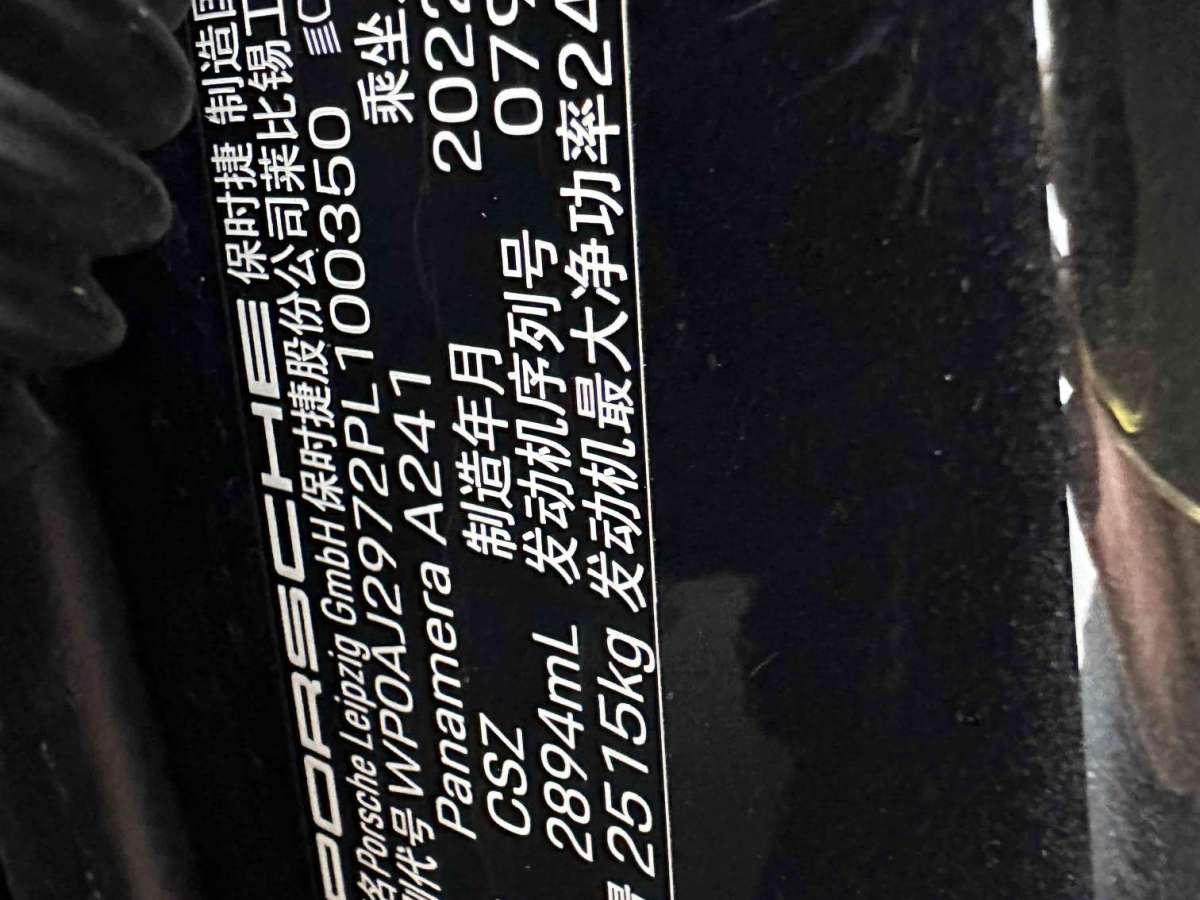 PORSCHE 保时捷 制造国
名 Porsche Leipzig GmbH 保时捷股份公司莱比锡工
别代号 WP0AJ2972PL100350
Panamera A241 乘坐
CSZ 制造年月 202
2894mL 发动机序列号 079
2515kg 发动机最大净功率24